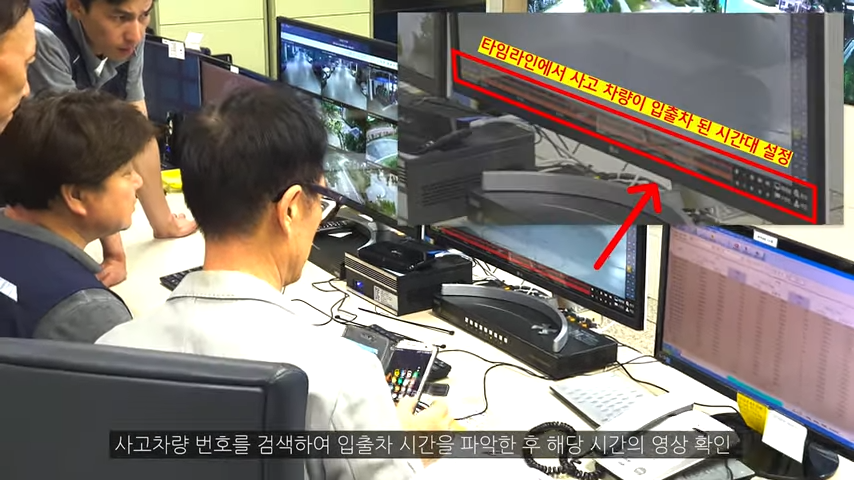 타임라인에서 사고 차량이 입출차 된 시간대 설정
사고차량 번호를 검색하여 입출차 시간을 파악한 후 해당 시간의 영상 확인